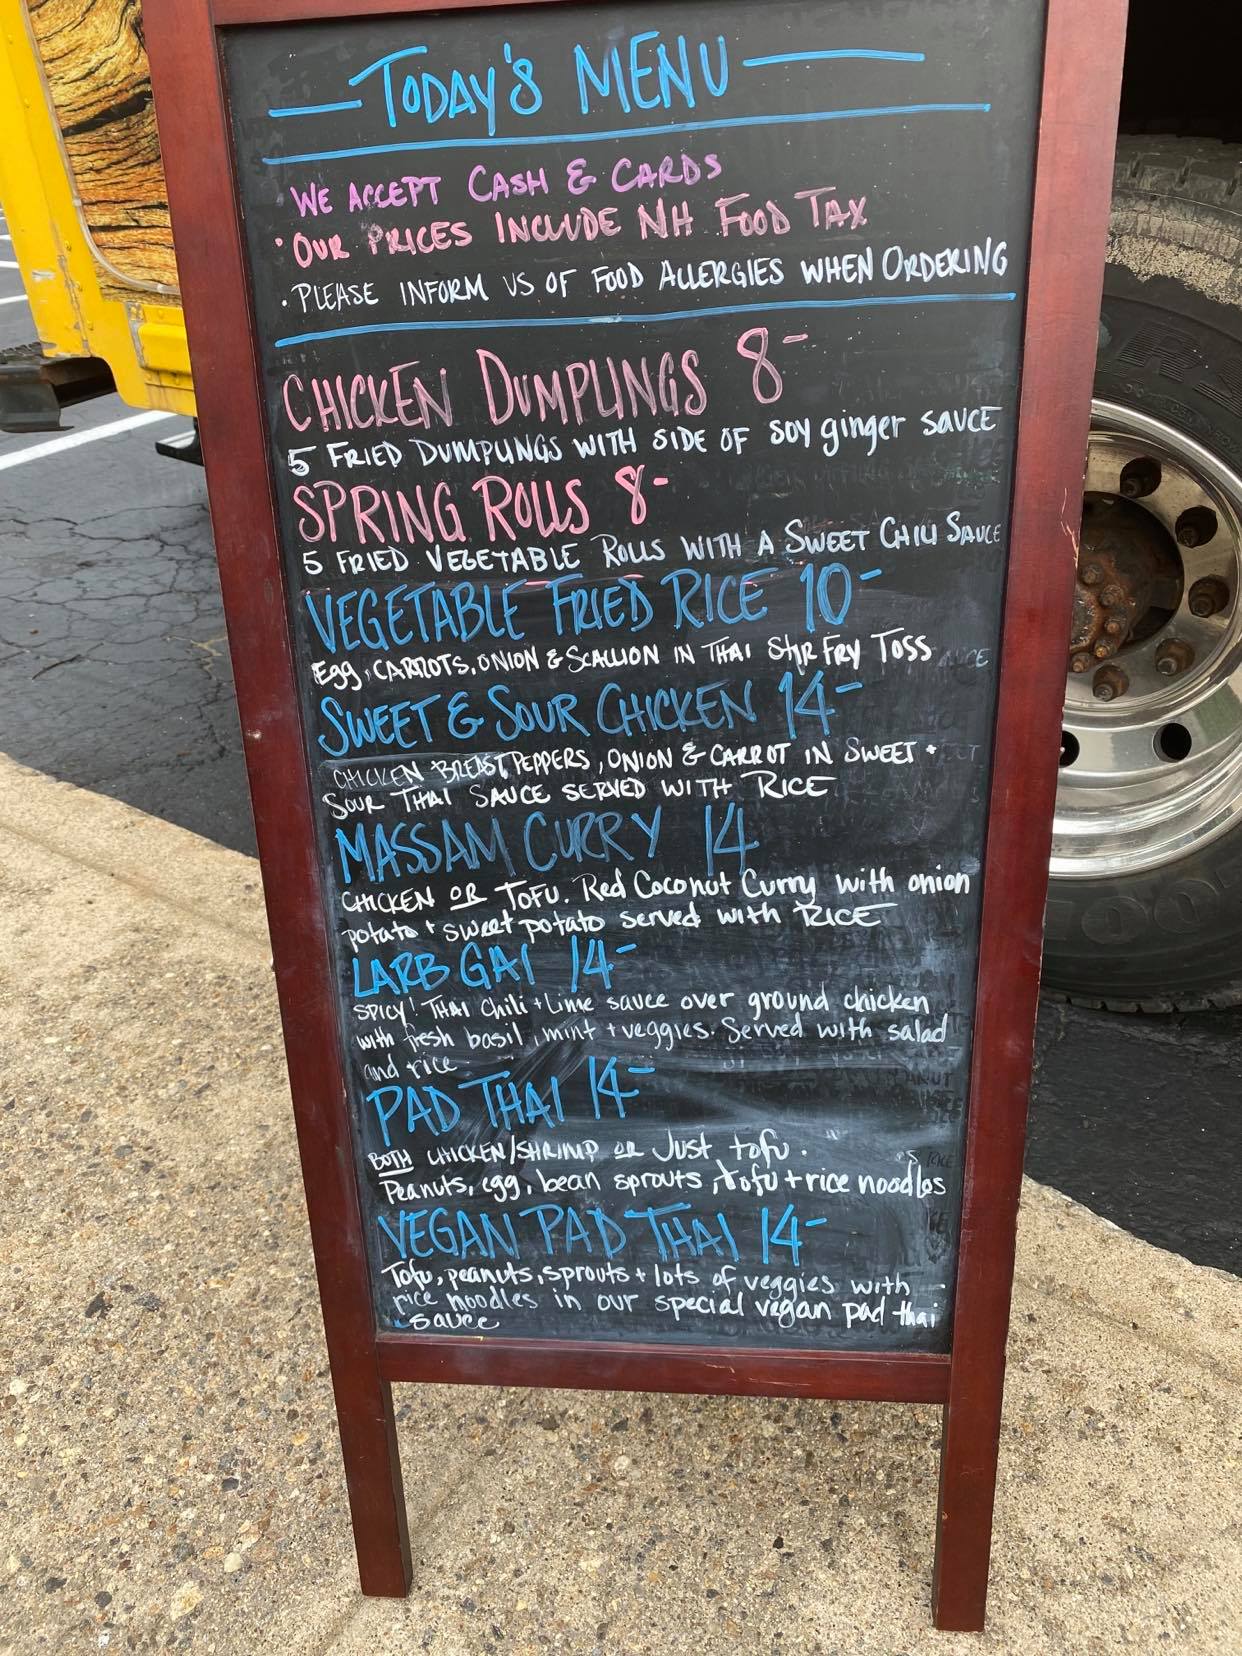 TODAY'S MENU
WE ACCEPT CASH & CARDS
• OUR PRICES INCLUDE NH FOOD TAX
• PLEASE INFORM US OF FOOD ALLERGIES WHEN ORDERING
CHICKEN DUMPLINGS 8-
5 FRIED DUMPLINGS WITH SIDE OF soy ginger sauce
SPRING ROLLS 8-
5 FRIED VEGETABLE ROLLS WITH A SWEET CHILI SAUCE
VEGETABLE FRIED RICE 10-
Egg, CARROTS, ONION & SCALLION IN THAI STIR FRY TOSS
SWEET & SOUR CHICKEN 14-
CHICKEN BREAST PEPPERS, ONION & CARROT IN SWEET +
SOUR THAI SAUCE SERVED WITH RICE
MASSAM CURRY 14
CHICKEN OR TOFU. Red Coconut Curry with onion
potato + sweet potato served with RICE
LARB GAI 14-
SPICY! THAI Chili + Lime sauce over ground chicken
with fresh basil, mint + veggies. Served with salad
and rice
PAD THAI 14-
BOTH CHICKEN/SHRIMP OR Just tofu.
Peanuts, egg, bean sprouts, tofu + rice noodles
VEGAN PAD THAI 14-
Tofu, peanuts, sprouts + lots of veggies with
rice noodles in our special vegan pad thai
sauce